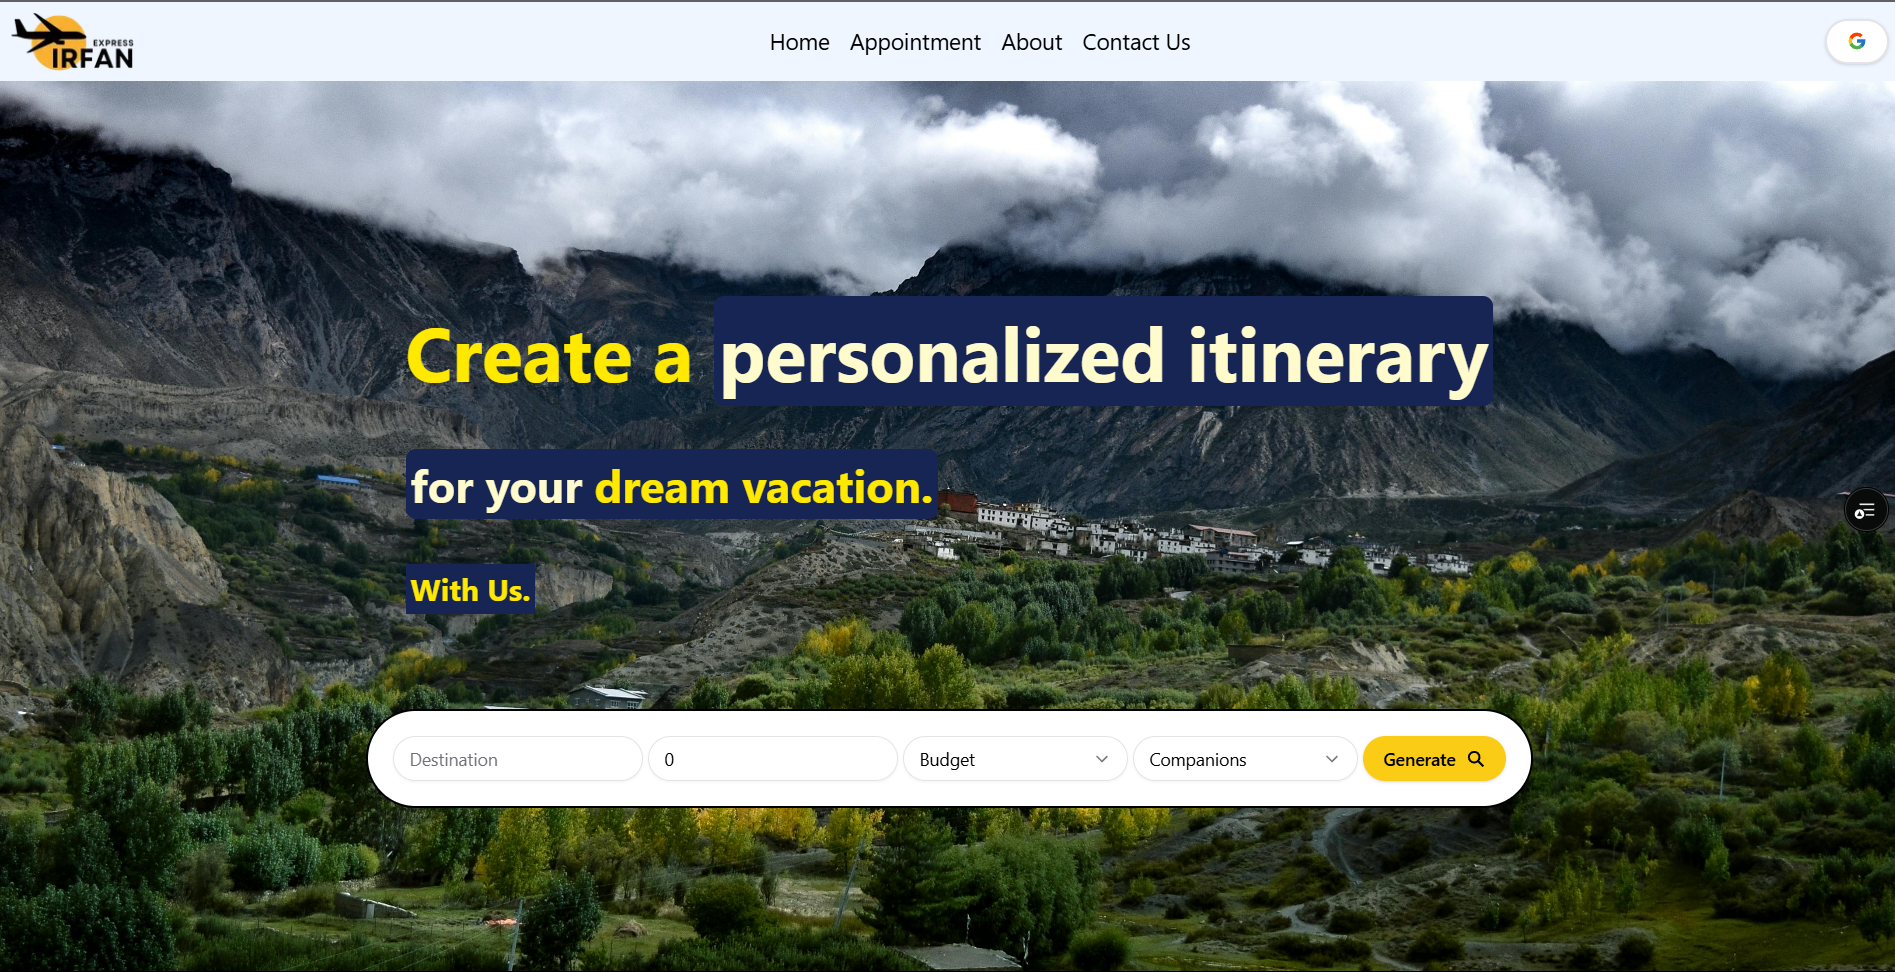 EXPRESS
IRFAN
Home Appointment About Contact Us
Create a personalized itinerary
for your dream vacation.
With Us.
Destination 0 Budget Companions Generate